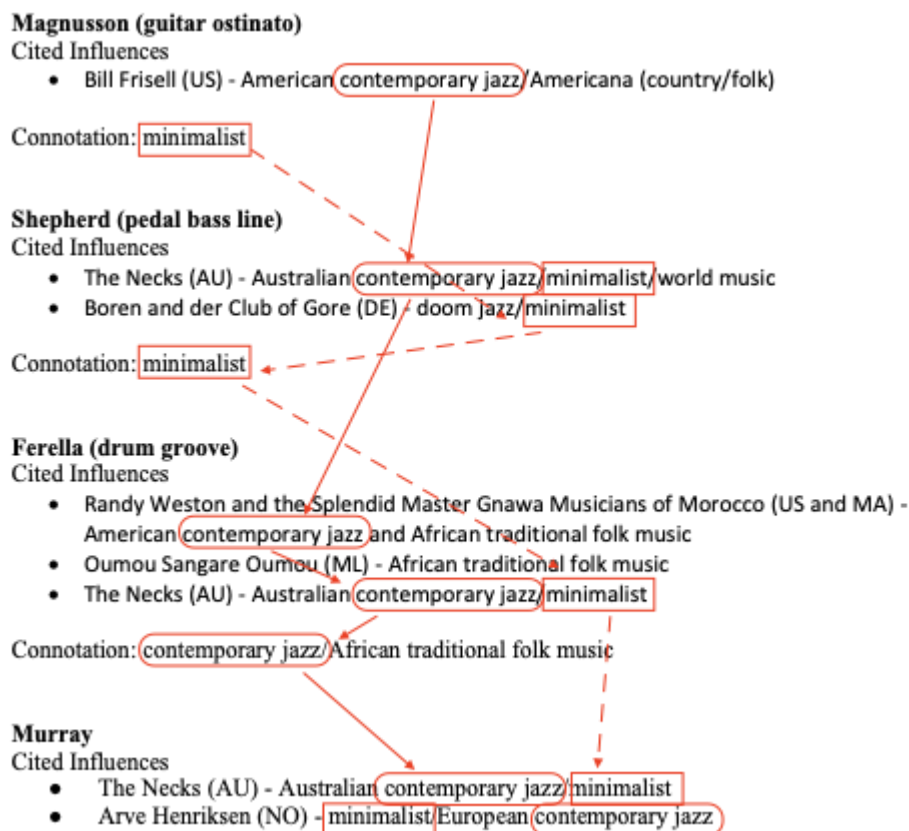 Magnusson (guitar ostinato)
Cited Influences
• Bill Frisell (US) - American contemporary jazz/Americana (country/folk)
Connotation: minimalist
Shepherd (pedal bass line)
Cited Influences
• The Necks (AU) - Australian contemporary jazz/minimalist/world music
• Boren and der Club of Gore (DE) - doom jazz/minimalist
Connotation: minimalist
Ferella (drum groove)
Cited Influences
• Randy Weston and the Splendid Master Gnawa Musicians of Morocco (US and MA) -
American contemporary jazz and African traditional folk music
• Oumou Sangare Oumou (ML) - African traditional folk music
• The Necks (AU) - Australian contemporary jazz/minimalist
Connotation: contemporary jazz/African traditional folk music
Murray
Cited Influences
• The Necks (AU) - Australian contemporary jazz/minimalist
• Arve Henriksen (NO) - minimalist/European contemporary jazz